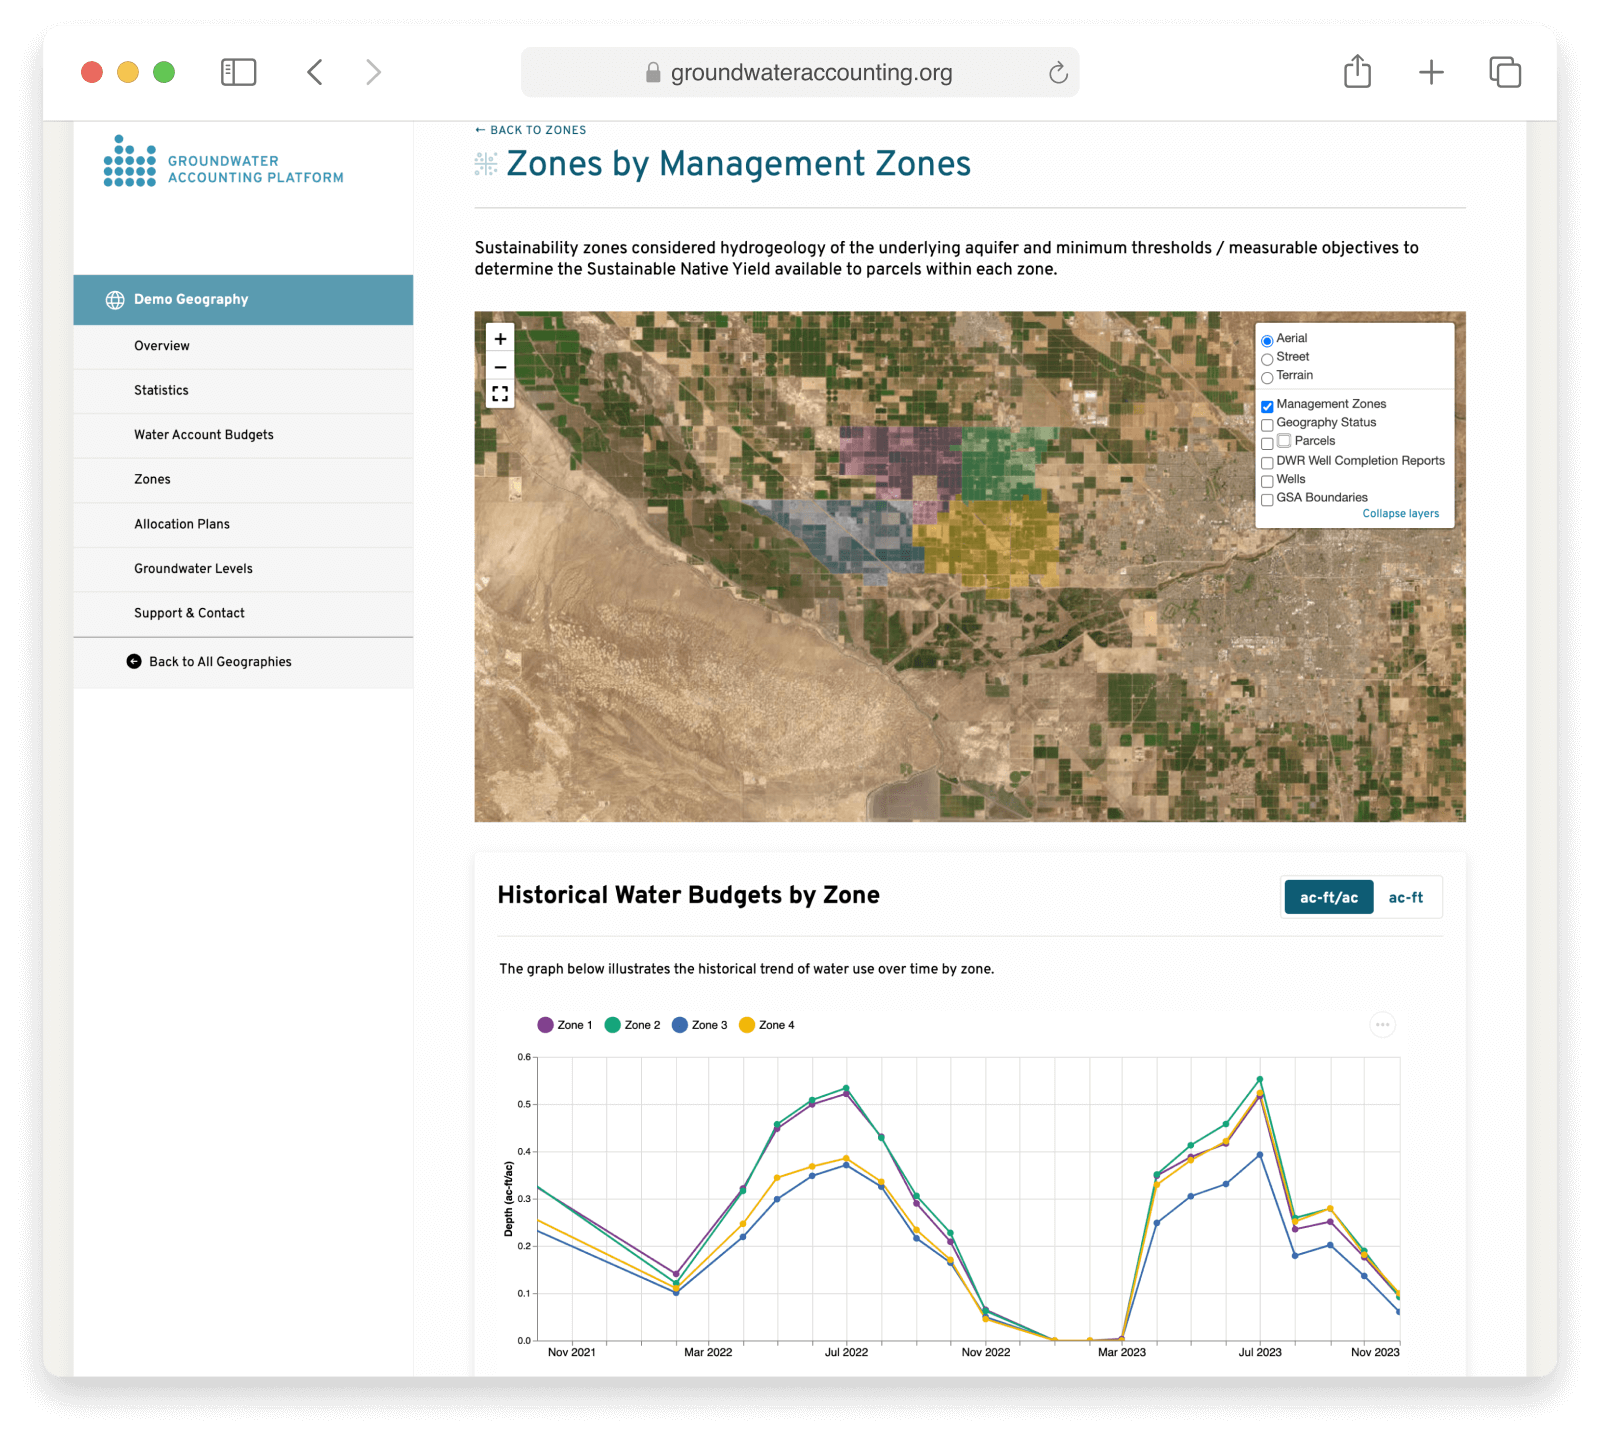 groundwateraccounting.org
GROUNDWATER
ACCOUNTING PLATFORM
Demo Geography
Overview
Statistics
Water Account Budgets
Zones
Allocation Plans
Groundwater Levels
Support & Contact
Back to All Geographies
← BACK TO ZONES
Zones by Management Zones
Sustainability zones considered hydrogeology of the underlying aquifer and minimum thresholds / measurable objectives to
determine the Sustainable Native Yield available to parcels within each zone.
+
−
Aerial
Street
Terrain
Management Zones
Geography Status
Parcels
DWR Well Completion Reports
Wells
GSA Boundaries
Collapse layers
Historical Water Budgets by Zone
ac-ft/ac ac-ft
The graph below illustrates the historical trend of water use over time by zone.
Zone 1 Zone 2 Zone 3 Zone 4
Depth (ac-ft/ac)
0.6
0.5
0.4
0.3
0.2
0.1
0.0
Nov 2021 Mar 2022 Jul 2022 Nov 2022 Mar 2023 Jul 2023 Nov 2023